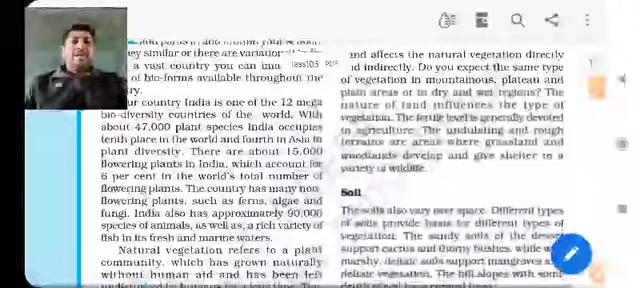 ey similar or there are variation
a vast country you can
less103 PDF
of bio-forms available throughout the
ry.
ur country India is one of the 12 mega
bio-diversity countries of the world. With
about 47,000 plant species India occupies
tenth place in the world and fourth in Asia in
plant diversity. There are about 15,000
flowering plants in India, which account for
6 per cent in the world's total number of
flowering plants. The country has many non-
flowering plants, such as ferns, algae and
fungi. India also has approximately 90,000
species of animals, as well as, a rich variety of
fish in its fresh and marine waters.
Natural vegetation refers to a plant
community, which has grown naturally
without human aid and has been left
and affects the natural vegetation directly
nd indirectly. Do you expect the same type
of vegetation in mountainous, plateau and
plain areas or in dry and wet regions? The
nature of land influences the type of
vegetation. The fertile level is generally devoted
to agriculture. The undulating and rough
terrains are areas where grassland and
woodlands develop and give shelter to a
variety of wildlife.
Soil
The soils also vary over space. Different types
of soils provide basis for different types of
vegetation. The sandy soils of the desert
support cactus and thorny bushes, while w
marshy, deltaic soils support mangroves a
deltaic vegetation. The hill slopes with some